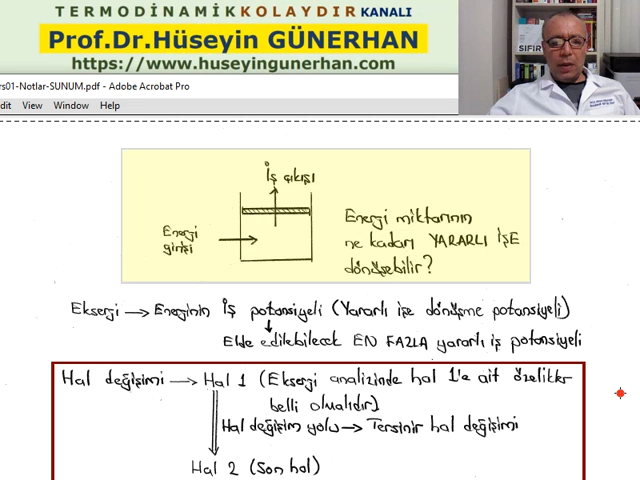 TERMODİNAMİKKOLAYDIR KANALI
Prof.Dr.Hüseyin GÜNERHAN
https://www.huseyingunerhan.com/
rs01-Notlar-SUNUM.pdf - Adobe Acrobat Pro
dit View Window Help
SIFIR
İş çıkışı
Enerji
girişi
Enerji miktarının
ne kadarı YARARLI İŞE
dönüşebilir?
Ekserji → Enerjinin iş potansiyeli (Yararlı işe dönüşme potansiyeli)
Elde edilebilecek EN FAZLA yararlı iş potansiyeli
Hal değişimi → Hal 1 (Ekserji analizinde hal 1'e ait özelikler
belli olmalıdır)
Hal değişim yolu → Tersinir hal değişimi
Hal 2 (Son hal)